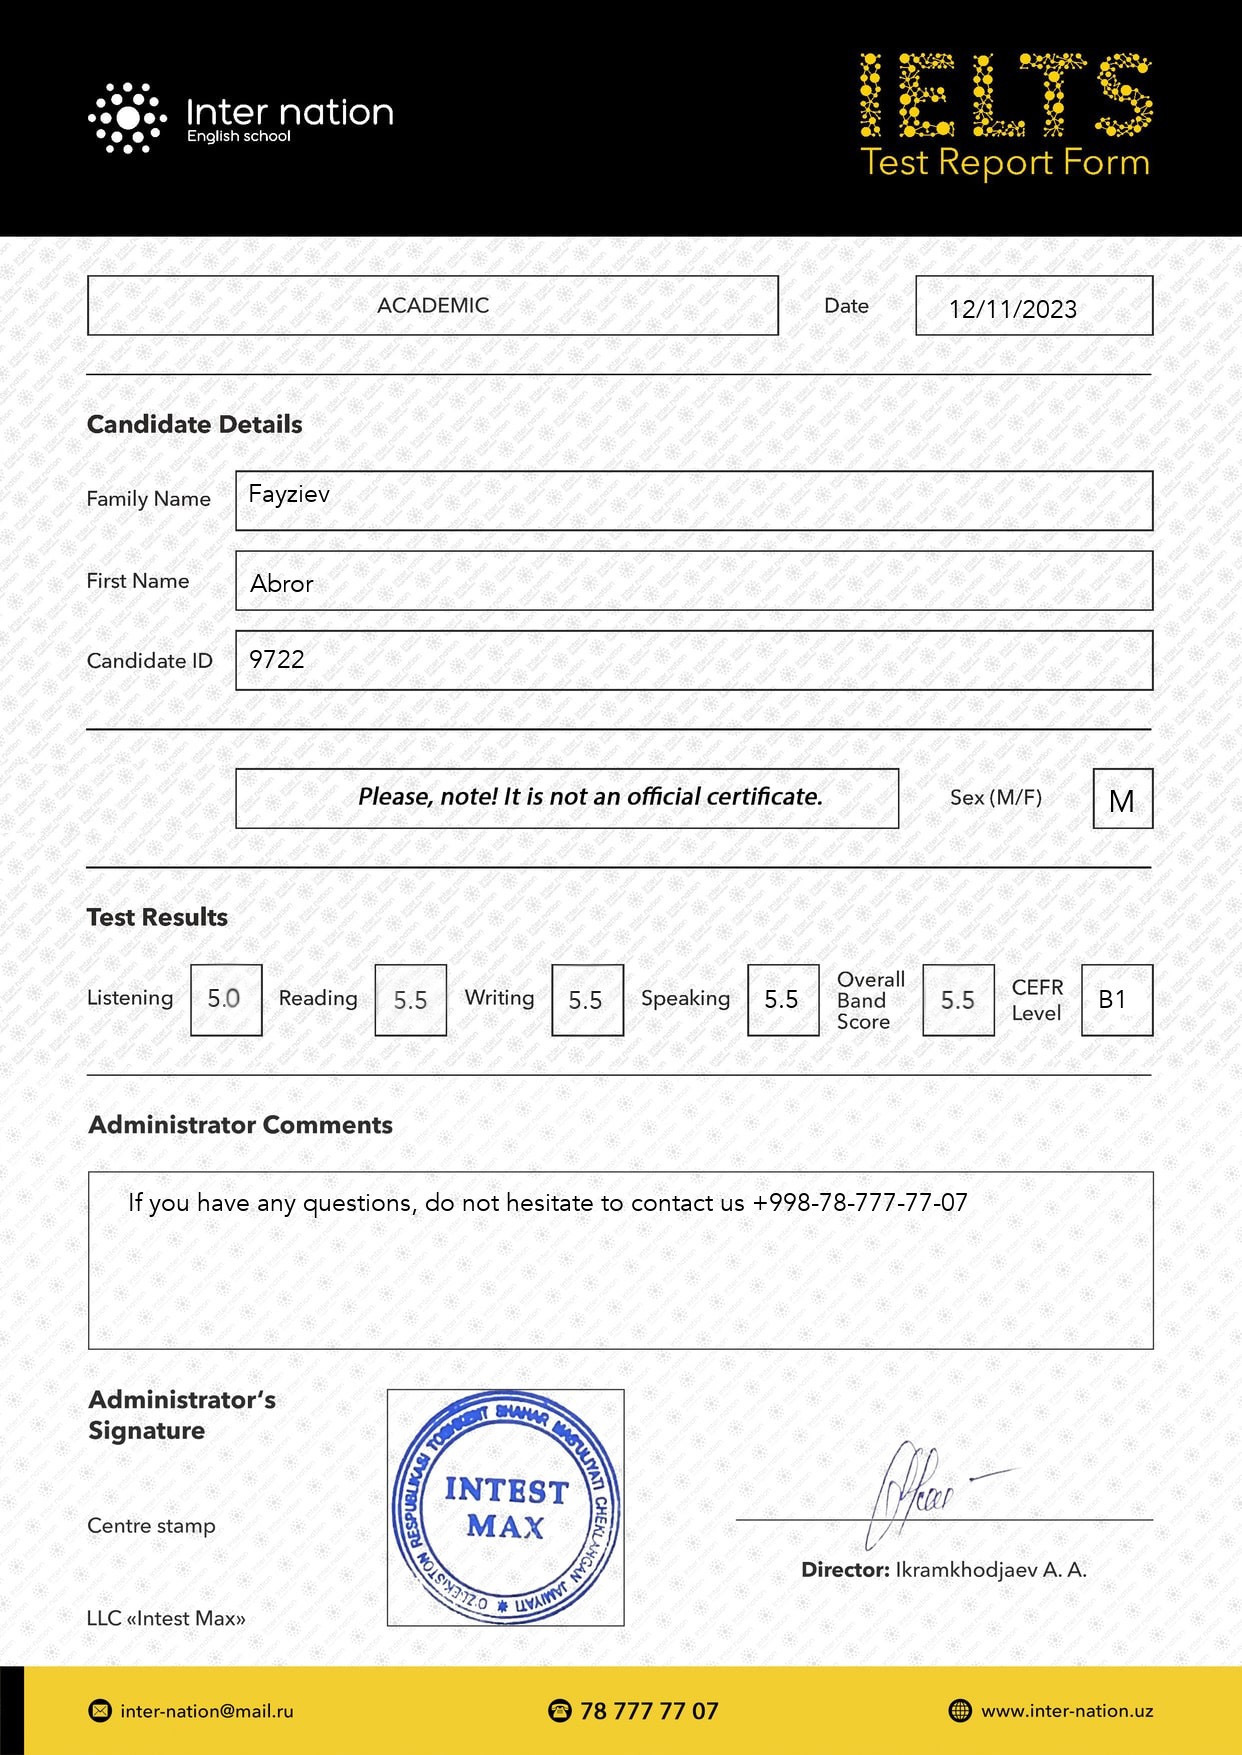 Inter nation
English school
IELTS
Test Report Form
ACADEMIC
Date 12/11/2023
Candidate Details
Family Name Fayziev
First Name Abror
Candidate ID 9722
Please, note! It is not an official certificate.
Sex (M/F) M
Test Results
Listening 5.0 Reading 5.5 Writing 5.5 Speaking 5.5 Overall Band Score 5.5 CEFR Level B1
Administrator Comments
If you have any questions, do not hesitate to contact us +998-78-777-77-07
Administrator‘s
Signature
Centre stamp
LLC «Intest Max»
O'ZBEKISTON RESPUBLIKASI TOSHKENT SHAHAR MAS'ULIYATI CHEKLANGAN JAMIYATI
INTEST
MAX
Director: Ikramkhodjaev A. A.
inter-nation@mail.ru
78 777 77 07
www.inter-nation.uz